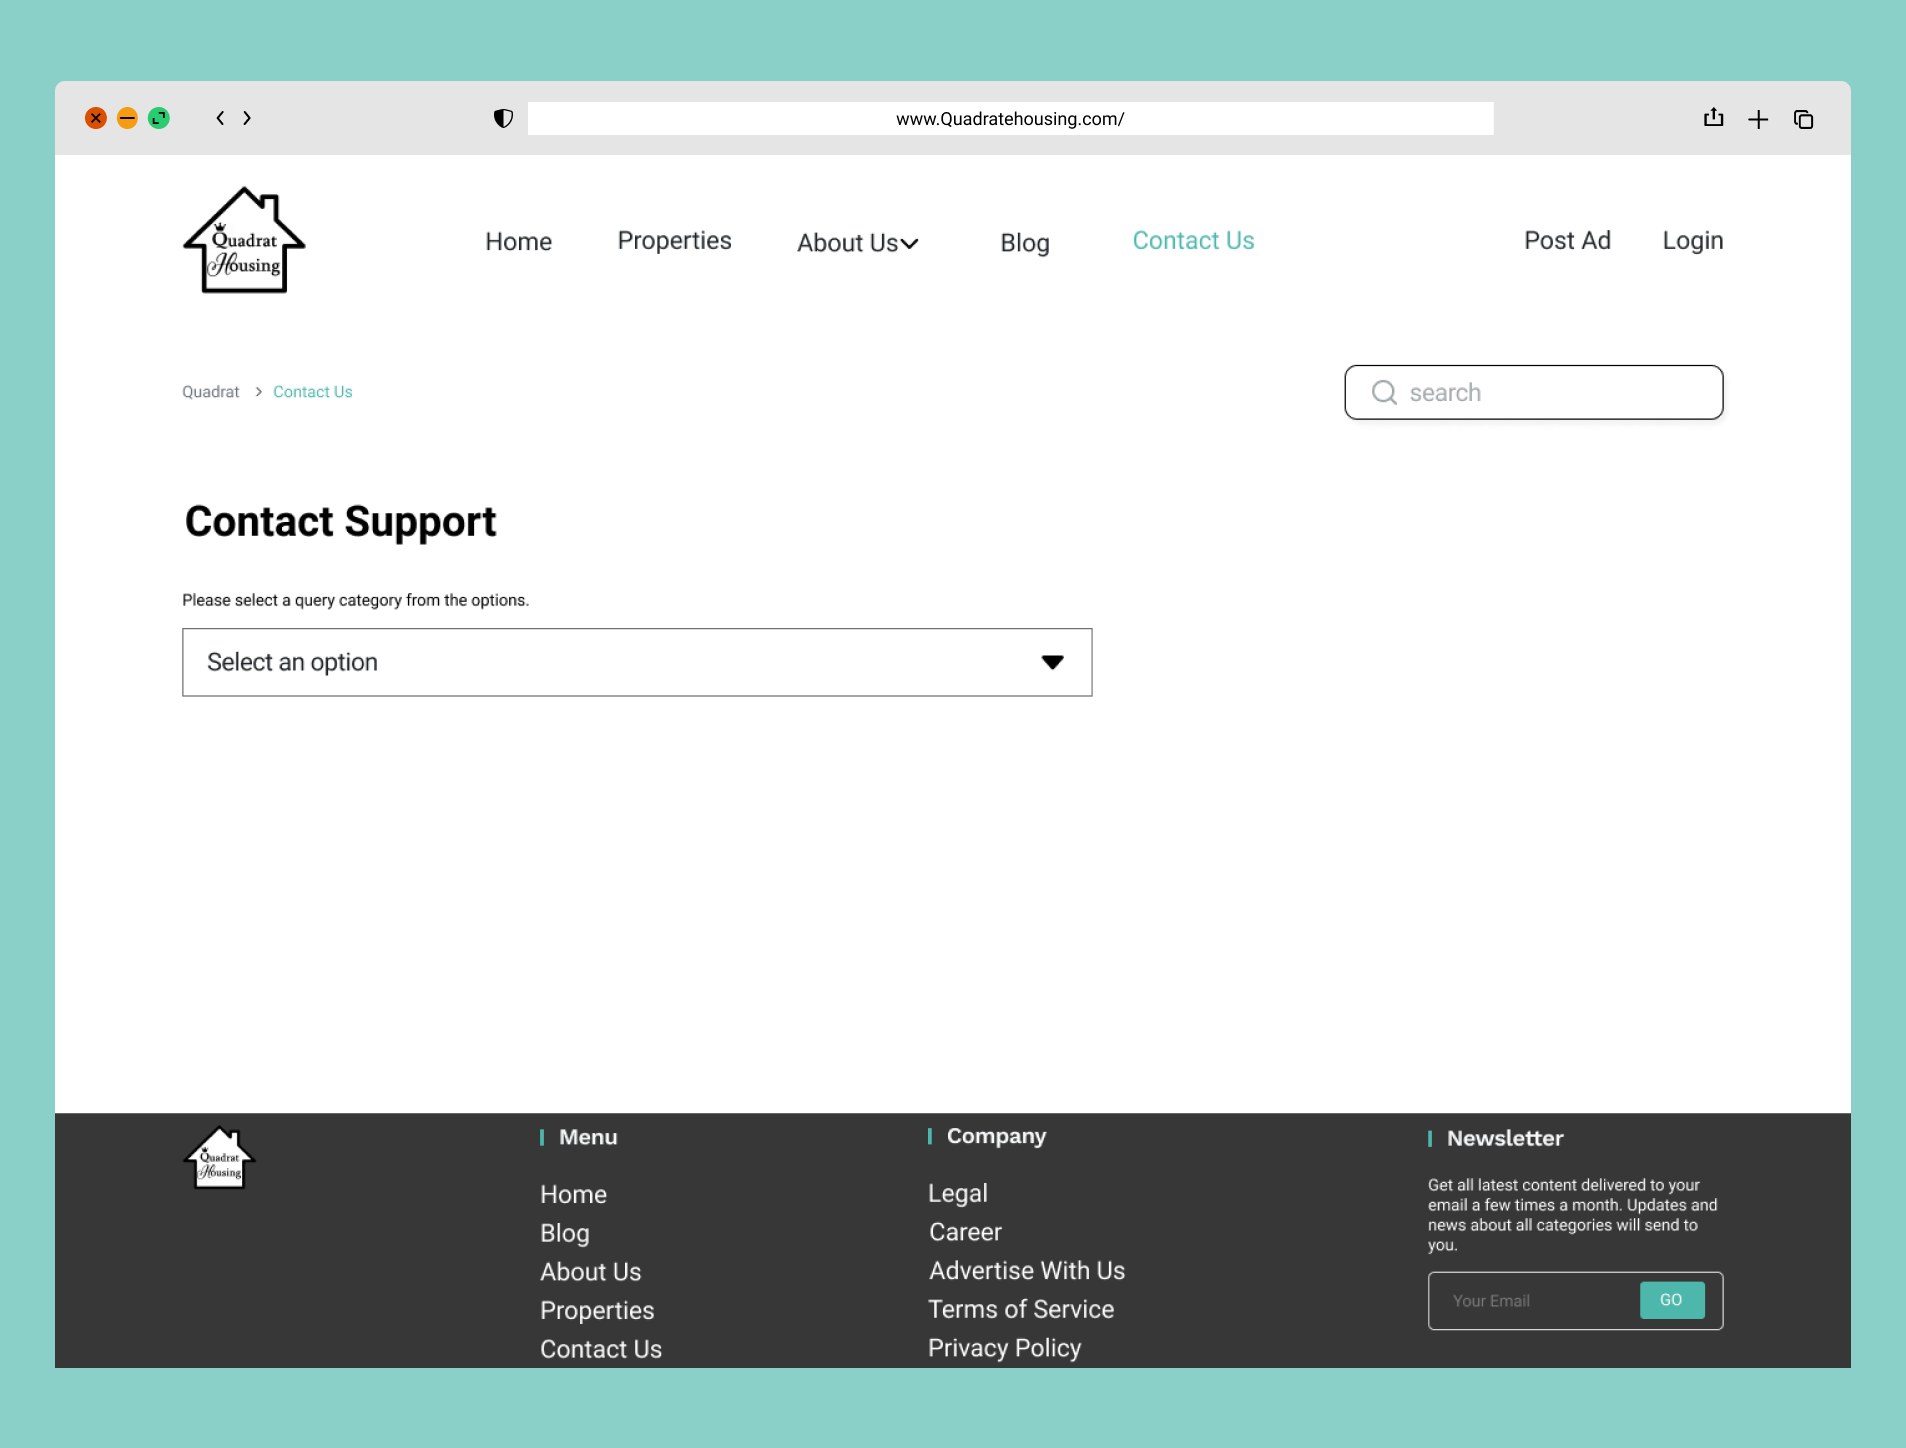 www.Quadratehousing.com/
Quadrat
Housing
Home Properties About Us Blog Contact Us Post Ad Login
Quadrat > Contact Us
search
Contact Support
Please select a query category from the options.
Select an option
Quadrat
Housing
Menu
Home
Blog
About Us
Properties
Contact Us
Company
Legal
Career
Advertise With Us
Terms of Service
Privacy Policy
Newsletter
Get all latest content delivered to your
email a few times a month. Updates and
news about all categories will send to
you.
Your Email GO